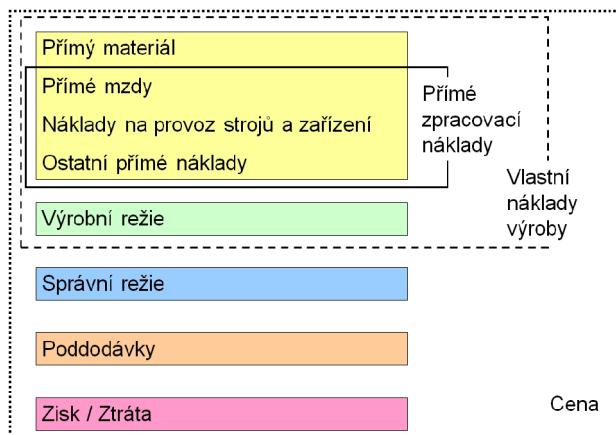 Přímý materiál
Přímé mzdy
Náklady na provoz strojů a zařízení
Ostatní přímé náklady
Přímé
zpracovací
náklady
Výrobní režie
Vlastní
náklady
výroby
Správní režie
Poddodávky
Zisk / Ztráta
Cena